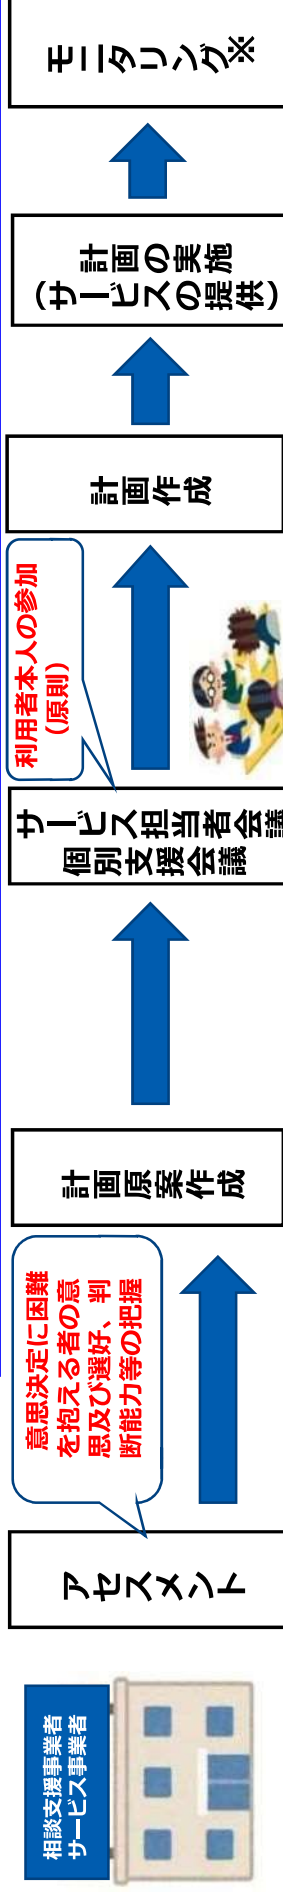 相談支援事業者
サービス事業者
アセスメント
意思決定に困難
を抱える者の意
思及び選好、判
断能力等の把握
計画原案作成
サービス担当者会議
個別支援会議
利用者本人の参加
（原則）
計画作成
計画の実施
（サービスの提供）
モニタリング※